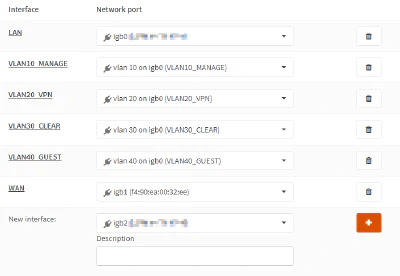 Interface Network port
LAN igb0
VLAN10_MANAGE vlan 10 on igb0 (VLAN10_MANAGE)
VLAN20_VPN vlan 20 on igb0 (VLAN20_VPN)
VLAN30_CLEAR vlan 30 on igb0 (VLAN30_CLEAR)
VLAN40_GUEST vlan 40 on igb0 (VLAN40_GUEST)
WAN igb1 (f4:90:ea:00:32:ee)
New interface: igb2
Description